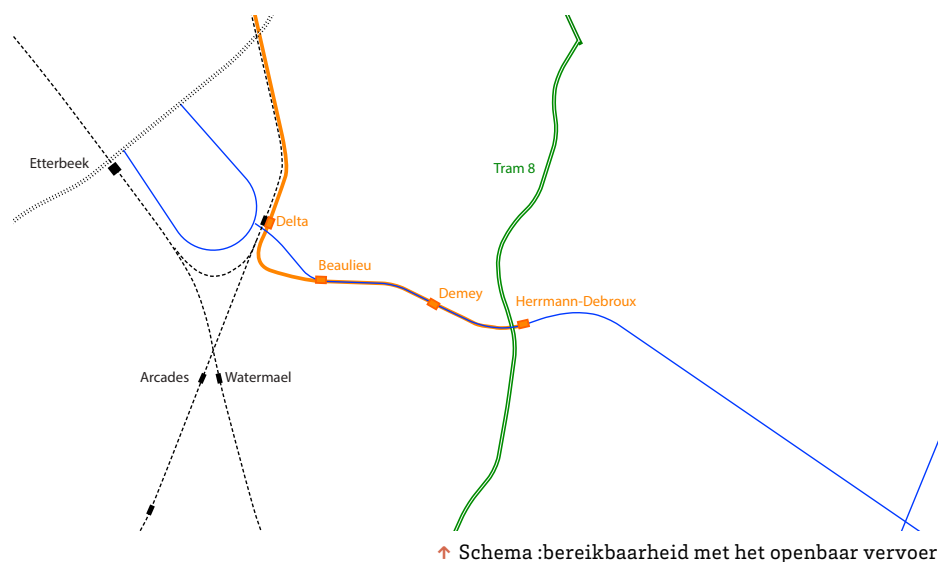 Etterbeek
Tram 8
Delta
Beaulieu
Demey
Herrmann-Debroux
Arcades
Watermael
↑ Schema :bereikbaarheid met het openbaar vervoer